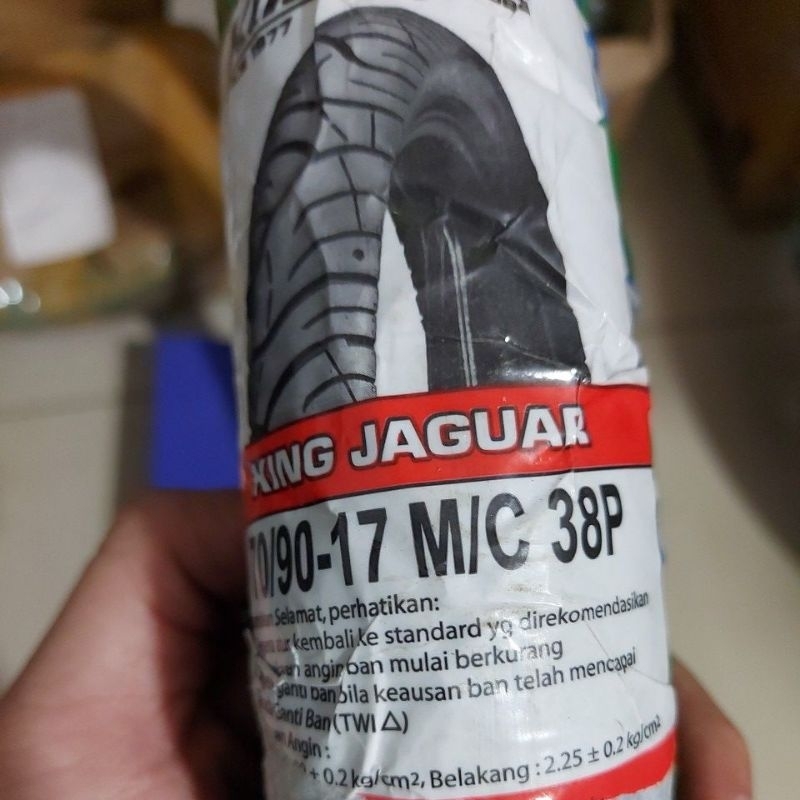 1977
KING JAGUAR
70/90-17 M/C 38P
Selamat, perhatikan:
kembali ke standard yg direkomendasikan
angin ban mulai berkurang
ganti ban bila keausan ban telah mencapai
Ganti Ban (TWI △)
Angin :
± 0.2 kg/cm², Belakang : 2.25 ± 0.2 kg/cm²